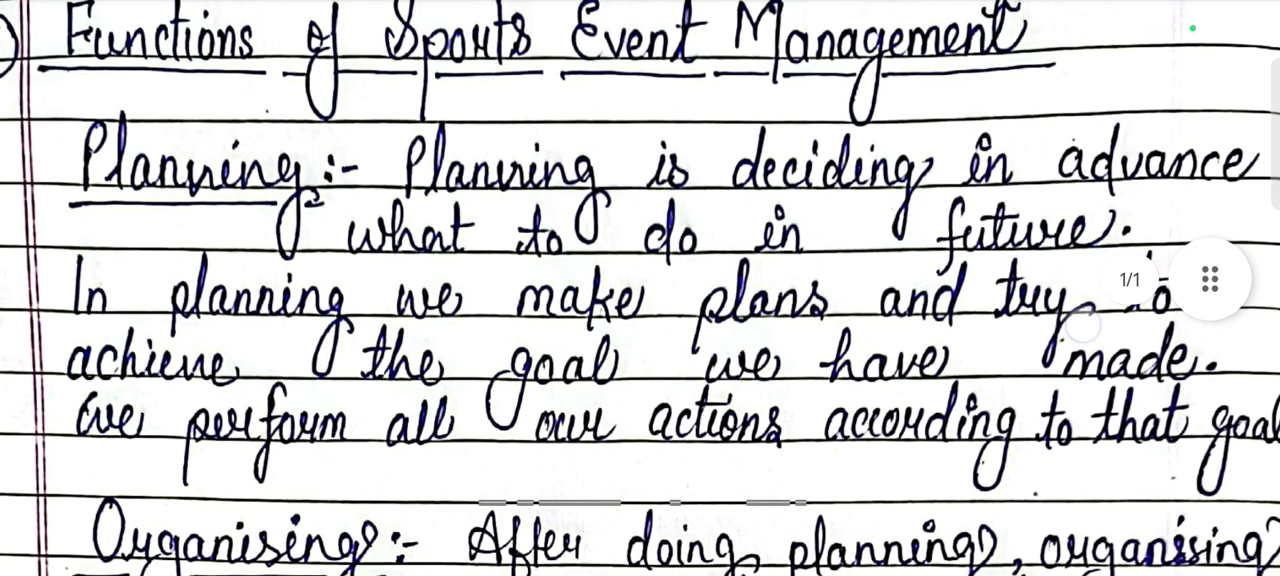 Functions of Sports Event Management
Planning:- Planning is deciding in advance
what to do in future.
In planning we make plans and try to
1/1
achieve the goal we have made.
we perform all our actions according to that goal
Organising:- After doing planning, organising